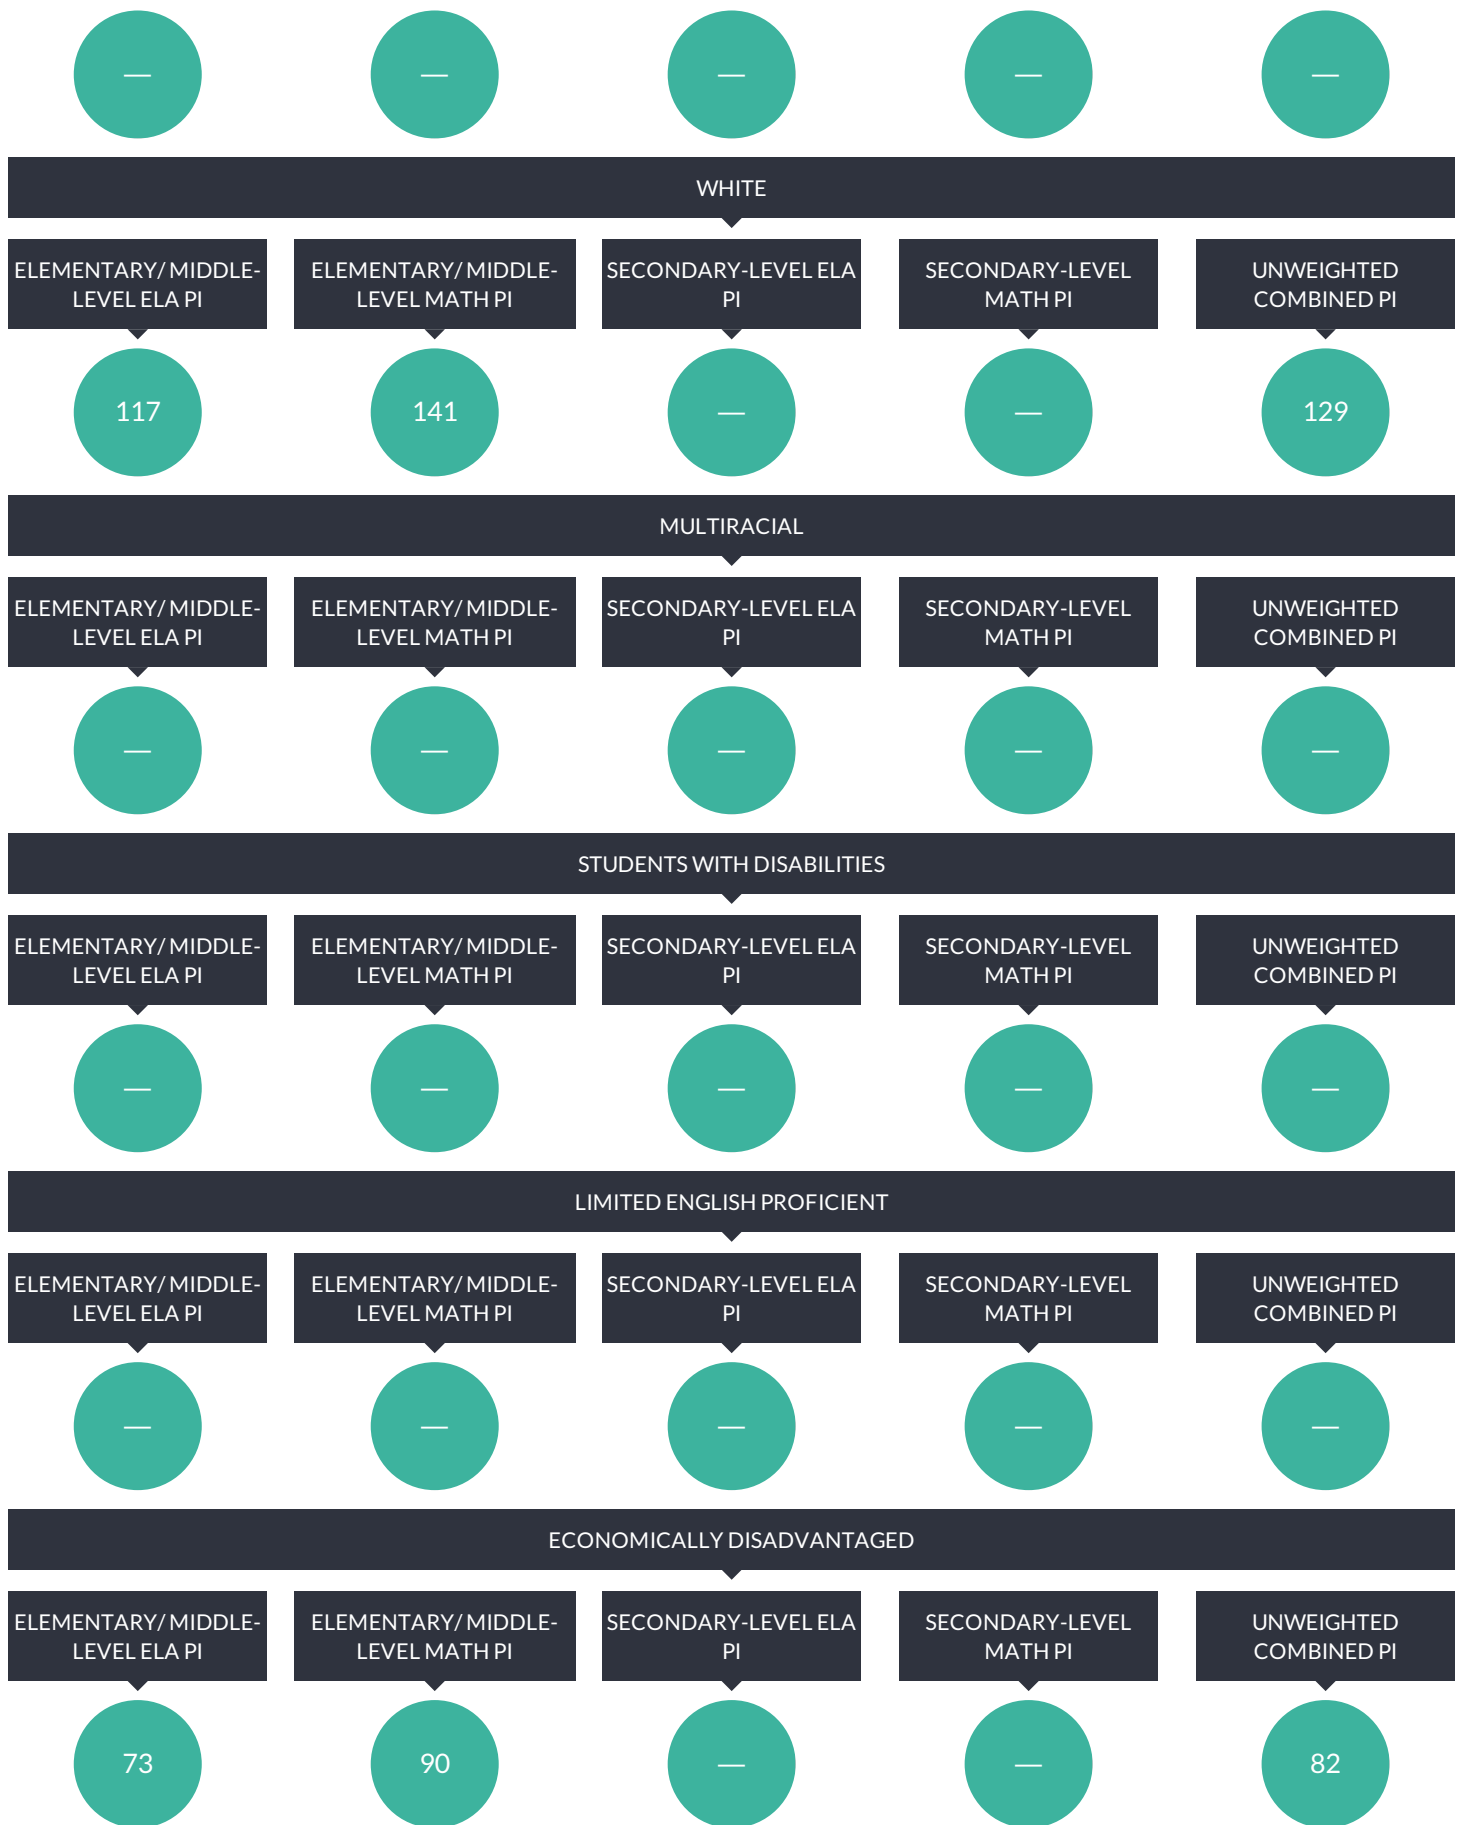 — — — — —
WHITE
ELEMENTARY/ MIDDLE- ELEMENTARY/ MIDDLE- SECONDARY-LEVEL ELA SECONDARY-LEVEL UNWEIGHTED
LEVEL ELA PI LEVEL MATH PI PI MATH PI COMBINED PI
117 141 — — 129
MULTIRACIAL
ELEMENTARY/ MIDDLE- ELEMENTARY/ MIDDLE- SECONDARY-LEVEL ELA SECONDARY-LEVEL UNWEIGHTED
LEVEL ELA PI LEVEL MATH PI PI MATH PI COMBINED PI
— — — — —
STUDENTS WITH DISABILITIES
ELEMENTARY/ MIDDLE- ELEMENTARY/ MIDDLE- SECONDARY-LEVEL ELA SECONDARY-LEVEL UNWEIGHTED
LEVEL ELA PI LEVEL MATH PI PI MATH PI COMBINED PI
— — — — —
LIMITED ENGLISH PROFICIENT
ELEMENTARY/ MIDDLE- ELEMENTARY/ MIDDLE- SECONDARY-LEVEL ELA SECONDARY-LEVEL UNWEIGHTED
LEVEL ELA PI LEVEL MATH PI PI MATH PI COMBINED PI
— — — — —
ECONOMICALLY DISADVANTAGED
ELEMENTARY/ MIDDLE- ELEMENTARY/ MIDDLE- SECONDARY-LEVEL ELA SECONDARY-LEVEL UNWEIGHTED
LEVEL ELA PI LEVEL MATH PI PI MATH PI COMBINED PI
73 90 — — 82